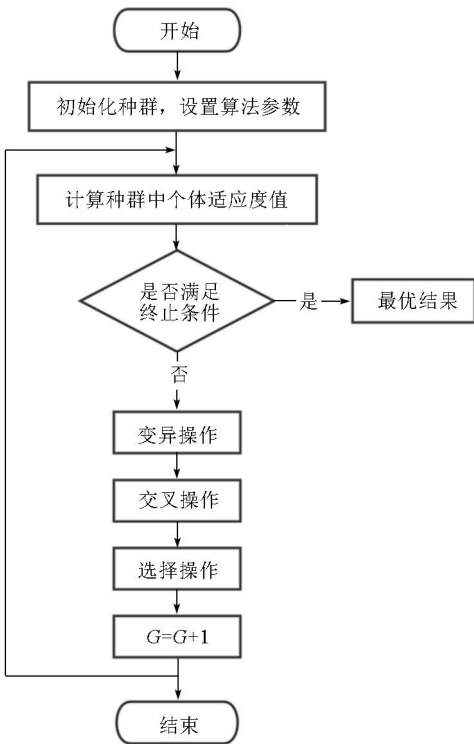 开始
初始化种群，设置算法参数
计算种群中个体适应度值
是否满足
终止条件
是
最优结果
否
变异操作
交叉操作
选择操作
G=G+1
结束